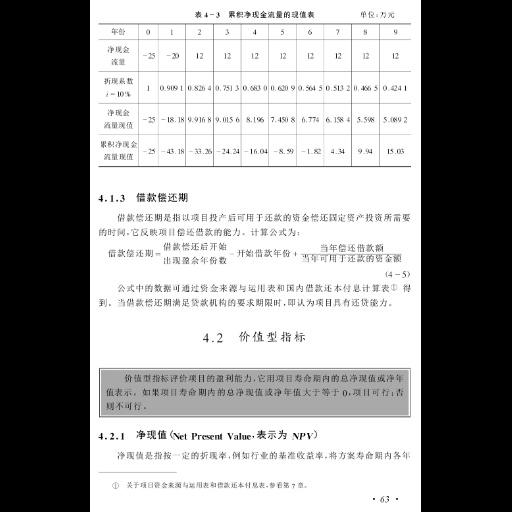 表4-3 累积净现金流量的现值表 单位:万元
年份 0 1 2 3 4 5 6 7 8 9
净现金
流量 -25 -20 12 12 12 12 12 12 12 12
折现系数
i=10% 1 0.909 1 0.826 4 0.751 3 0.683 0 0.620 9 0.564 5 0.513 2 0.466 5 0.424 1
净现金
流量现值 -25 -18.18 9.916 8 9.015 6 8.196 7.450 8 6.774 6.158 4 5.598 5.089 2
累积净现金
流量现值 -25 -43.18 -33.26 -24.24 -16.04 -8.59 -1.82 4.34 9.94 15.03
4.1.3 借款偿还期
借款偿还期是指以项目投产后可用于还款的资金偿还固定资产投资所需要
的时间,它反映项目偿还借款的能力。计算公式为:
借款偿还期=借款偿还后开始出现盈余年份数-开始借款年份+当年偿还借款额/当年可用于还款的资金额
(4-5)
公式中的数据可通过资金来源与运用表和国内借款还本付息计算表① 得
到。当借款偿还期满足贷款机构的要求期限时,即认为项目具有还贷能力。
4.2 价值型指标
价值型指标评价项目的盈利能力,它用项目寿命期内的总净现值或净年
值表示。如果项目寿命期内的总净现值或净年值大于等于0,项目可行;否
则不可行。
4.2.1 净现值(Net Present Value,表示为 NPV)
净现值是指按一定的折现率,例如行业的基准收益率,将方案寿命期内各年
① 关于项目资金来源与运用表和借款还本付息表,参看第7章。
· 63 ·